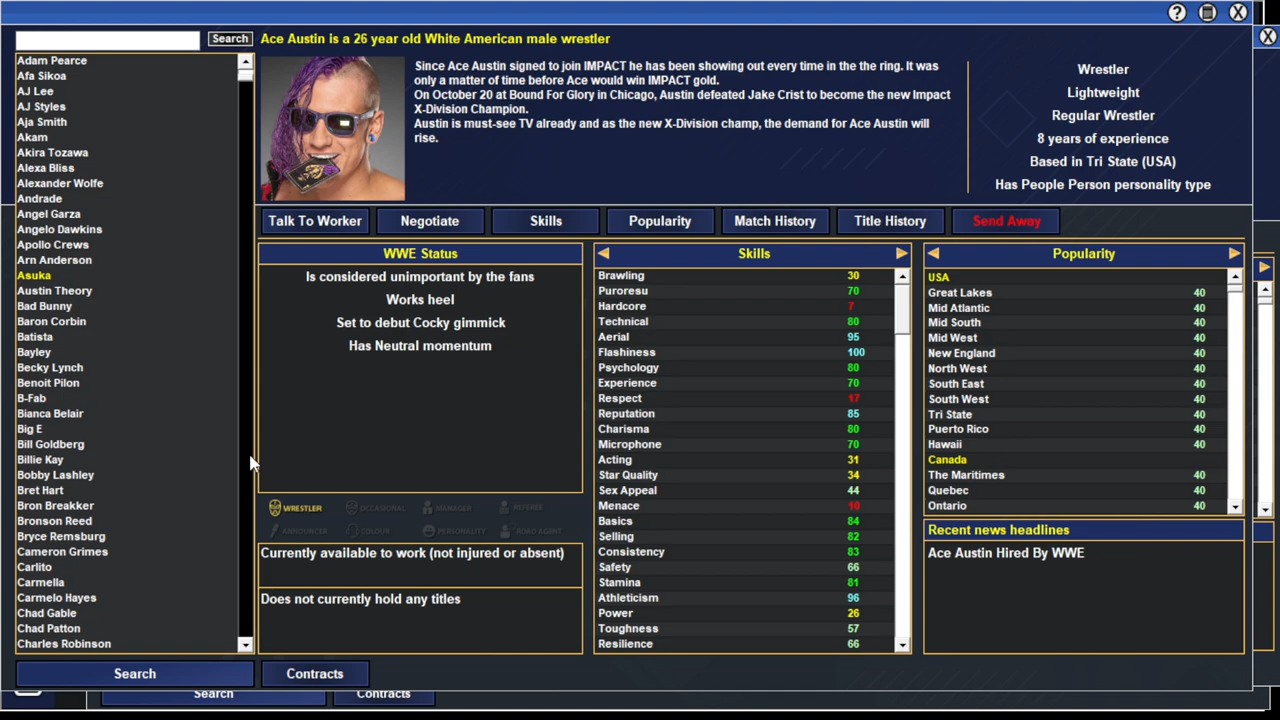 Search
Ace Austin is a 26 year old White American male wrestler
Adam Pearce
Afa Sikoa
AJ Lee
AJ Styles
Aja Smith
Akam
Akira Tozawa
Alexa Bliss
Alexander Wolfe
Andrade
Angel Garza
Angelo Dawkins
Apollo Crews
Arn Anderson
Asuka
Austin Theory
Bad Bunny
Baron Corbin
Batista
Bayley
Becky Lynch
Benoit Pilon
B-Fab
Bianca Belair
Big E
Bill Goldberg
Billie Kay
Bobby Lashley
Bret Hart
Bron Breakker
Bronson Reed
Bryce Remsburg
Cameron Grimes
Carlito
Carmella
Carmelo Hayes
Chad Gable
Chad Patton
Charles Robinson
Since Ace Austin signed to join IMPACT he has been showing out every time in the the ring. It was
only a matter of time before Ace would win IMPACT gold.
On October 20 at Bound For Glory in Chicago, Austin defeated Jake Crist to become the new Impact
X-Division Champion.
Austin is must-see TV already and as the new X-Division champ, the demand for Ace Austin will
rise.
Wrestler
Lightweight
Regular Wrestler
8 years of experience
Based in Tri State (USA)
Has People Person personality type
Talk To Worker
Negotiate
Skills
Popularity
Match History
Title History
Send Away
WWE Status
Is considered unimportant by the fans
Works heel
Set to debut Cocky gimmick
Has Neutral momentum
WRESTLER
OCCASIONAL
MANAGER
REFEREE
ANNOUNCER
COLOUR
PERSONALITY
ROAD AGENT
Currently available to work (not injured or absent)
Does not currently hold any titles
Skills
Brawling 30
Puroresu 70
Hardcore 7
Technical 80
Aerial 95
Flashiness 100
Psychology 80
Experience 70
Respect 17
Reputation 85
Charisma 80
Microphone 70
Acting 31
Star Quality 34
Sex Appeal 44
Menace 10
Basics 84
Selling 82
Consistency 83
Safety 66
Stamina 81
Athleticism 96
Power 26
Toughness 57
Resilience 66
Popularity
USA
Great Lakes 40
Mid Atlantic 40
Mid South 40
Mid West 40
New England 40
North West 40
South East 40
South West 40
Tri State 40
Puerto Rico 40
Hawaii 40
Canada
The Maritimes 40
Quebec 40
Ontario 40
Recent news headlines
Ace Austin Hired By WWE
Search
Contracts
Search
Contracts